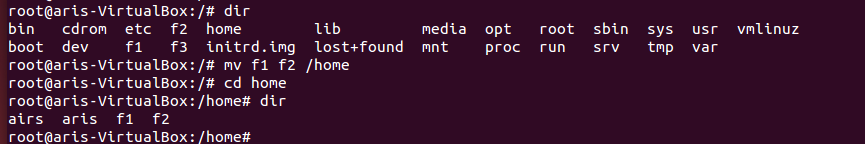 root@aris-VirtualBox:/# dir
bin   cdrom  etc  f2  home        lib         media  opt   root  sbin  sys  usr  vmlinuz
boot  dev    f1   f3  initrd.img  lost+found  mnt    proc  run   srv   tmp  var
root@aris-VirtualBox:/# mv f1 f2 /home
root@aris-VirtualBox:/# cd home
root@aris-VirtualBox:/home# dir
airs  aris  f1  f2
root@aris-VirtualBox:/home#